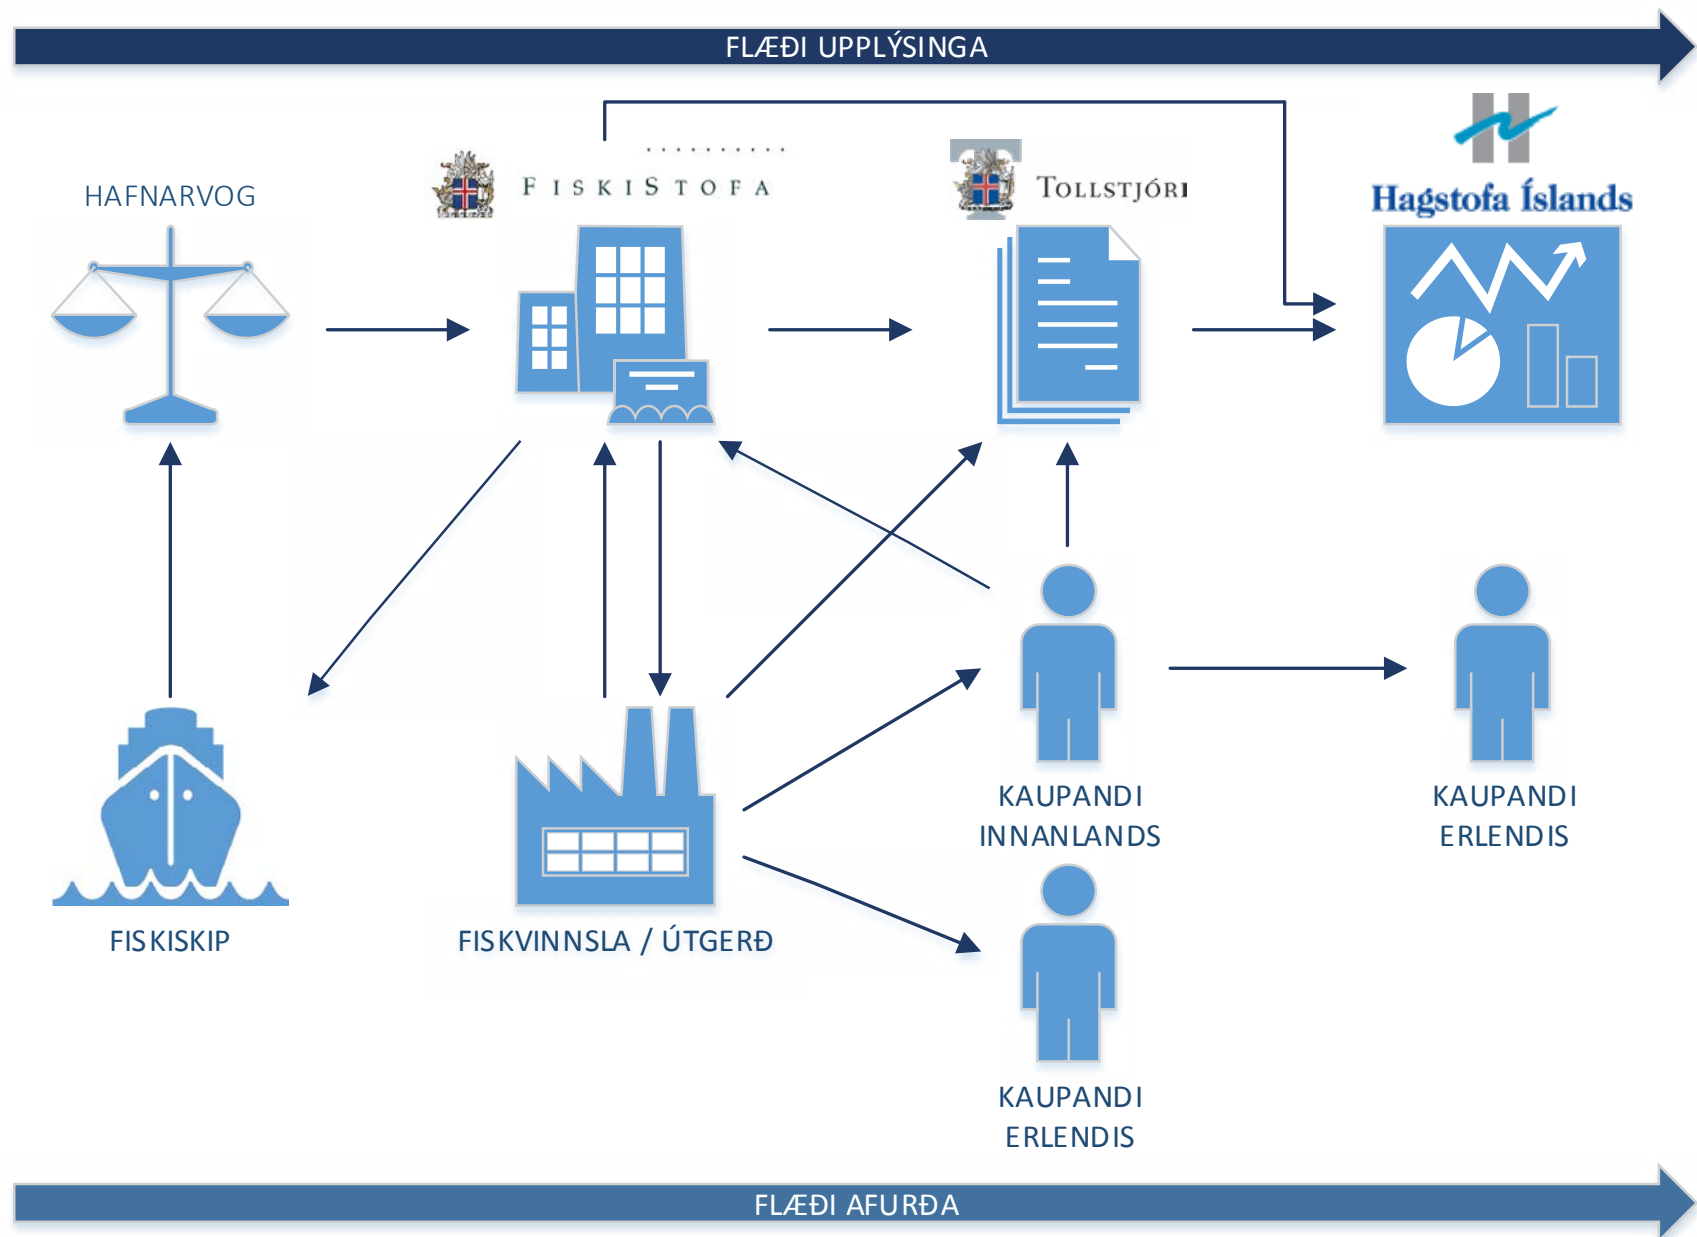 FLÆÐI UPPLÝSINGA
HAFNARVOG
FISKISTOFA
TOLLSTJÓRI
Hagstofa Íslands
FISKISKIP
FISKVINNSLA / ÚTGERÐ
KAUPANDI
INNANLANDS
KAUPANDI
ERLENDIS
KAUPANDI
ERLENDIS
FLÆÐI AFURÐA